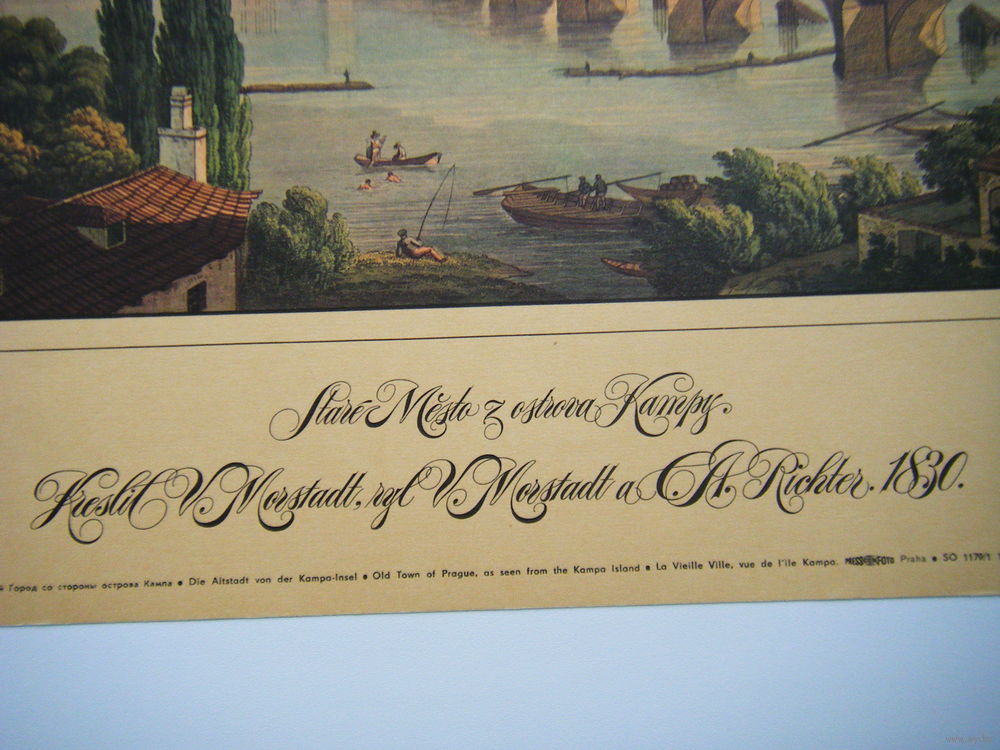 Staré Město z ostrova Kampy.
Kreslil V. Morstadt, ryl V. Morstadt a A. Richter. 1830.
Город со стороны острова Кампа • Die Altstadt von der Kampa-Insel • Old Town of Prague, as seen from the Kampa Island • La Vieille Ville, vue de l'île Kampa. PRESSFOTO Praha • SO 1179/1